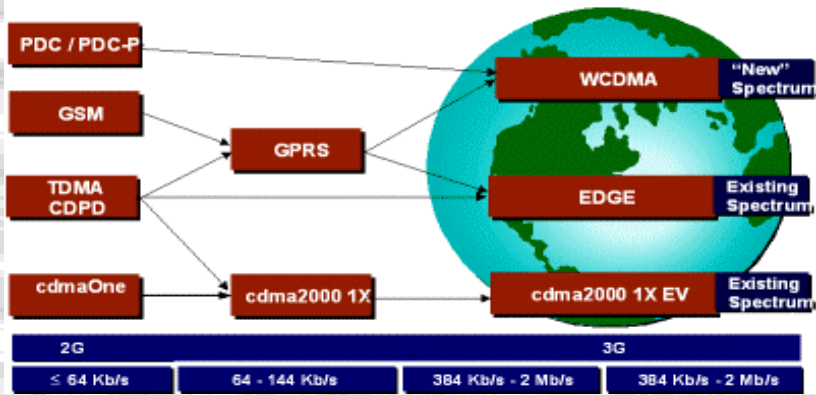 PDC / PDC-P
WCDMA
“New”
Spectrum
GSM
GPRS
TDMA
CDPD
EDGE
Existing
Spectrum
cdmaOne
cdma2000 1X
cdma2000 1X EV
Existing
Spectrum
2G
3G
≤ 64 Kb/s
64 - 144 Kb/s
384 Kb/s - 2 Mb/s
384 Kb/s - 2 Mb/s